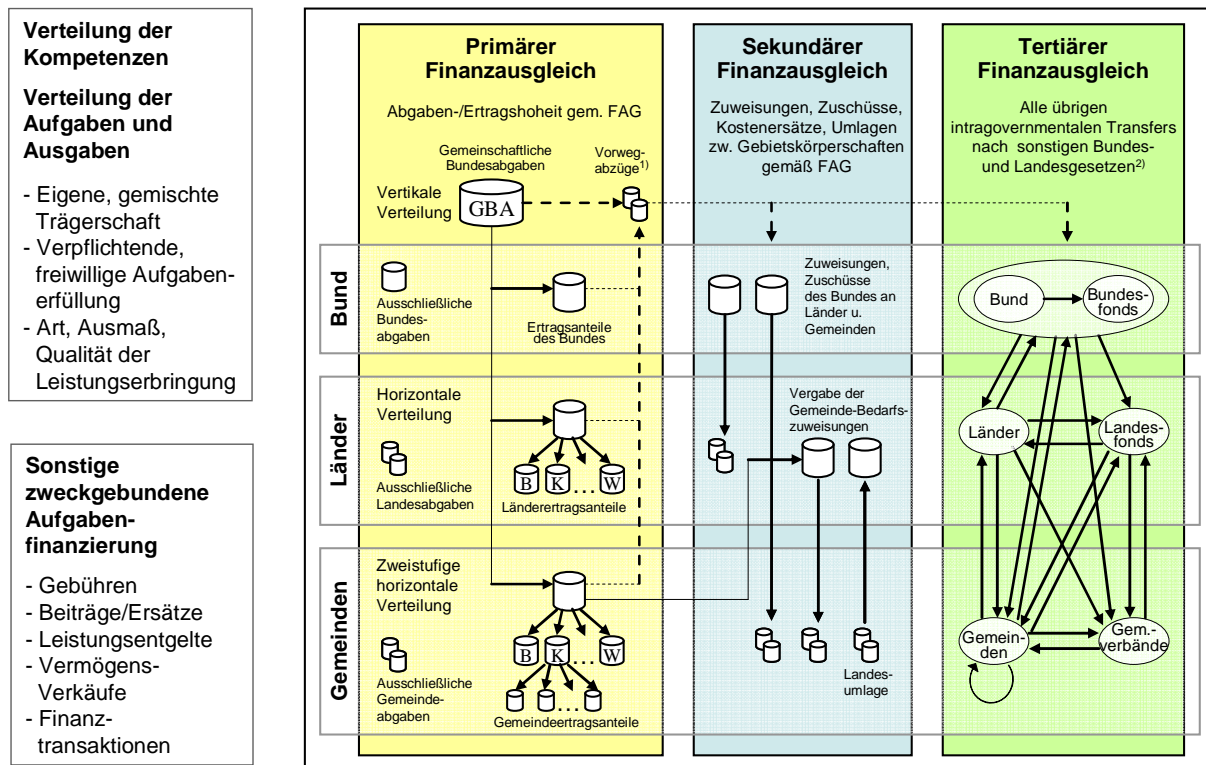 Verteilung der
Kompetenzen
Verteilung der
Aufgaben und
Ausgaben
- Eigene, gemischte
Trägerschaft
- Verpflichtende,
freiwillige Aufgaben-
erfüllung
- Art, Ausmaß,
Qualität der
Leistungserbringung
Sonstige
zweckgebundene
Aufgaben-
finanzierung
- Gebühren
- Beiträge/Ersätze
- Leistungsentgelte
- Vermögens-
Verkäufe
- Finanz-
transaktionen
Primärer
Finanzausgleich
Abgaben-/Ertragshoheit gem. FAG
Gemeinschaftliche
Bundesabgaben
Vorweg-
abzüge1)
Vertikale
Verteilung
GBA
Sekundärer
Finanzausgleich
Zuweisungen, Zuschüsse,
Kostenersätze, Umlagen
zw. Gebietskörperschaften
gemäß FAG
Tertiärer
Finanzausgleich
Alle übrigen
intragovernmentalen Transfers
nach sonstigen Bundes-
und Landesgesetzen2)
Bund
Ausschließliche
Bundes-
abgaben
Ertragsanteile
des Bundes
Zuweisungen,
Zuschüsse
des Bundes an
Länder u.
Gemeinden
Bund
Bundes-
fonds
Länder
Horizontale
Verteilung
Ausschließliche
Landesabgaben
B K ... W
Länderertragsanteile
Vergabe der
Gemeinde-Bedarfs-
zuweisungen
Länder
Landes-
fonds
Gemeinden
Zweistufige
horizontale
Verteilung
Ausschließliche
Gemeinde-
abgaben
B K ... W
...
Gemeindeertragsanteile
Landes-
umlage
Gemein-
den
Gem.-
verbände